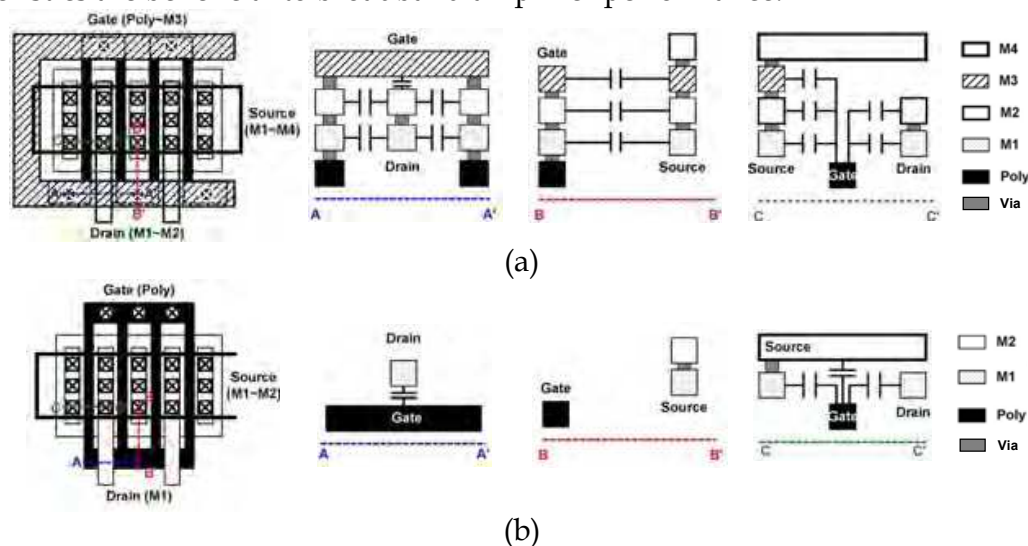 Gate (Poly~M3)
Source
(M1~M4)
A
A'
B'
Drain (M1~M2)
Gate
Drain
A
A'
Gate
Source
B
B'
Source
Gate
Drain
C
C'
M4
M3
M2
M1
Poly
Via
(a)
Gate (Poly)
Source
(M1~M2)
C
B
A
B
Drain (M1)
Drain
Gate
A
A'
Gate
Source
B
B'
Source
Gate
Drain
C
C'
M2
M1
Poly
Via
(b)